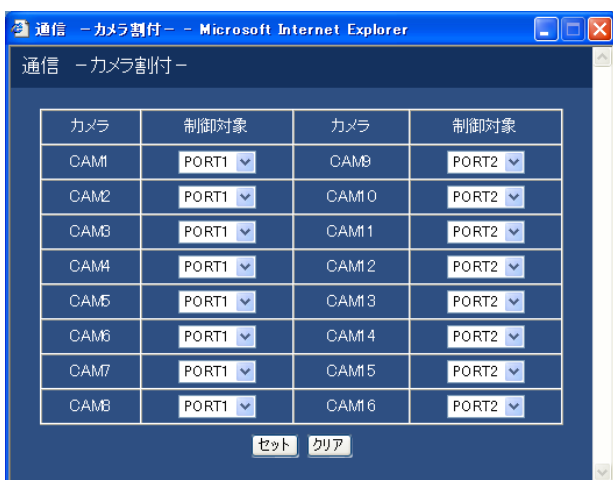 通信 －カメラ割付－ - Microsoft Internet Explorer
通信 －カメラ割付－
カメラ 制御対象 カメラ 制御対象
CAM1 PORT1 CAM9 PORT2
CAM2 PORT1 CAM10 PORT2
CAM3 PORT1 CAM11 PORT2
CAM4 PORT1 CAM12 PORT2
CAM5 PORT1 CAM13 PORT2
CAM6 PORT1 CAM14 PORT2
CAM7 PORT1 CAM15 PORT2
CAM8 PORT1 CAM16 PORT2
セット クリア